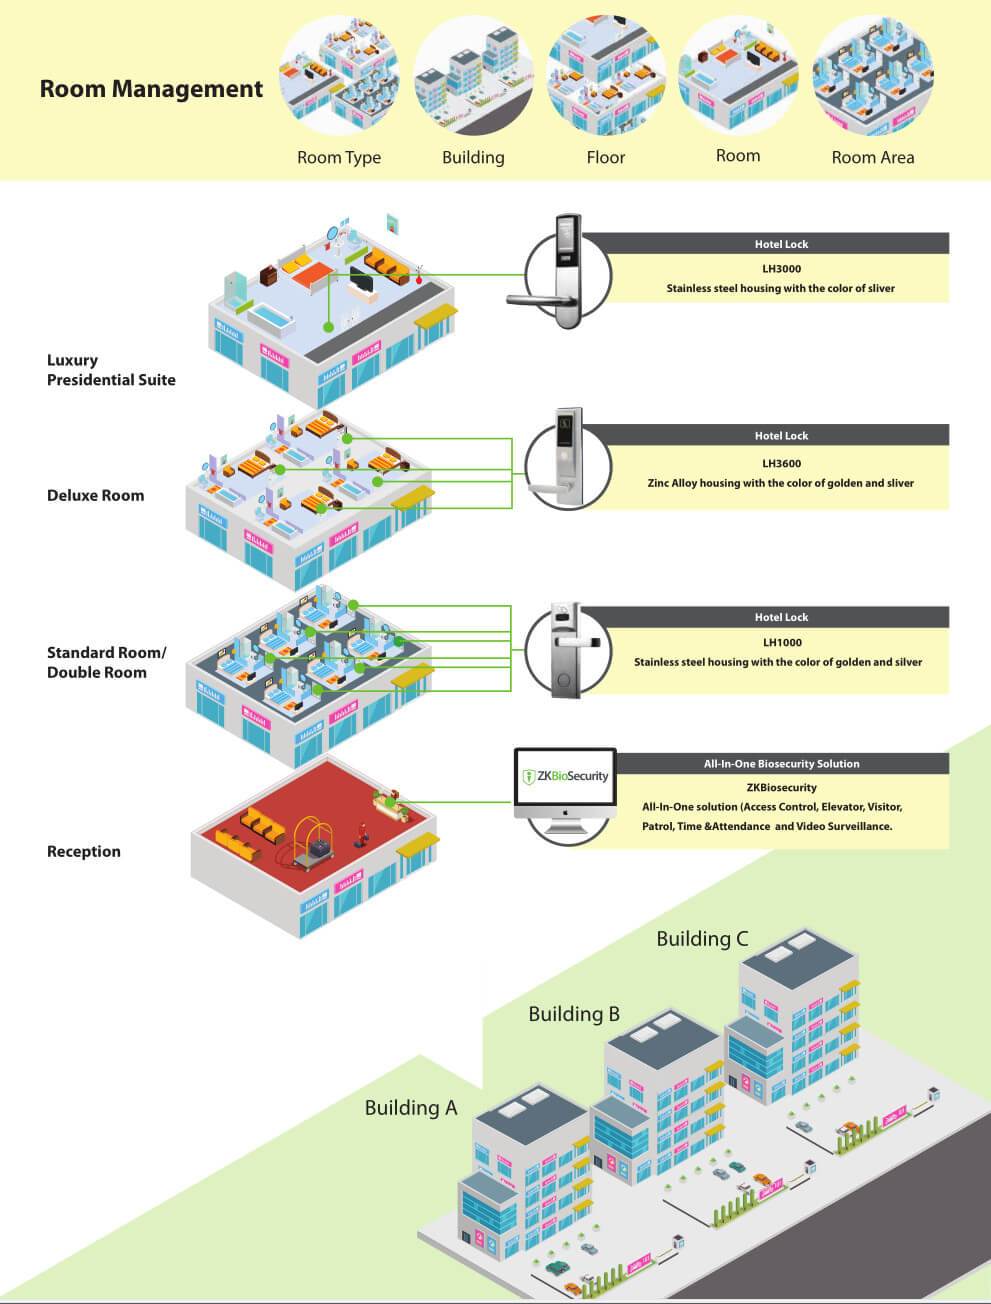 Room Management
Room Type
Building
Floor
Room
Room Area
Hotel Lock
LH3000
Stainless steel housing with the color of sliver
Luxury
Presidential Suite
Hotel Lock
LH3600
Zinc Alloy housing with the color of golden and sliver
Deluxe Room
Hotel Lock
LH1000
Stainless steel housing with the color of golden and silver
Standard Room/
Double Room
ZKBioSecurity
All-In-One Biosecurity Solution
ZKBiosecurity
All-In-One solution (Access Control, Elevator, Visitor,
Patrol, Time &Attendance and Video Surveillance.
Reception
Building C
Building B
Building A